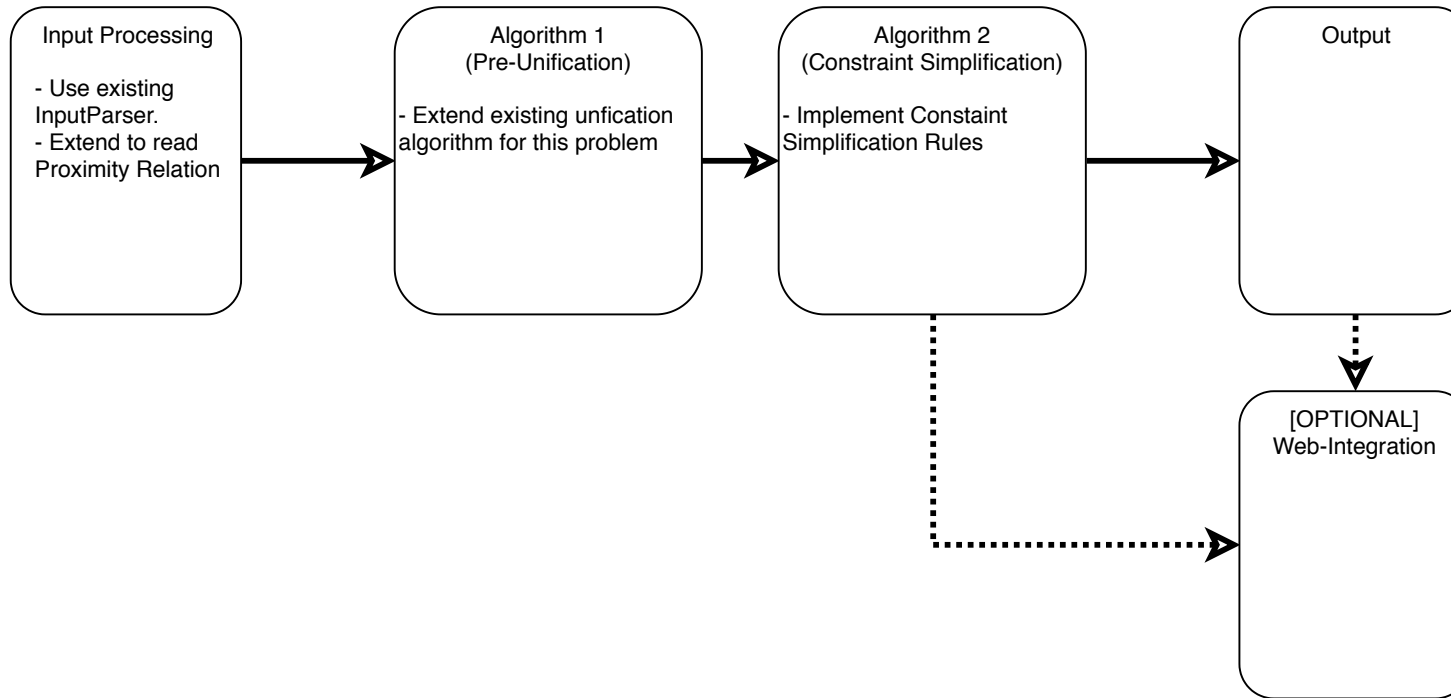 Input Processing
- Use existing
InputParser.
- Extend to read
Proximity Relation
Algorithm 1
(Pre-Unification)
- Extend existing unfication
algorithm for this problem
Algorithm 2
(Constraint Simplification)
- Implement Constaint
Simplification Rules
Output
[OPTIONAL]
Web-Integration